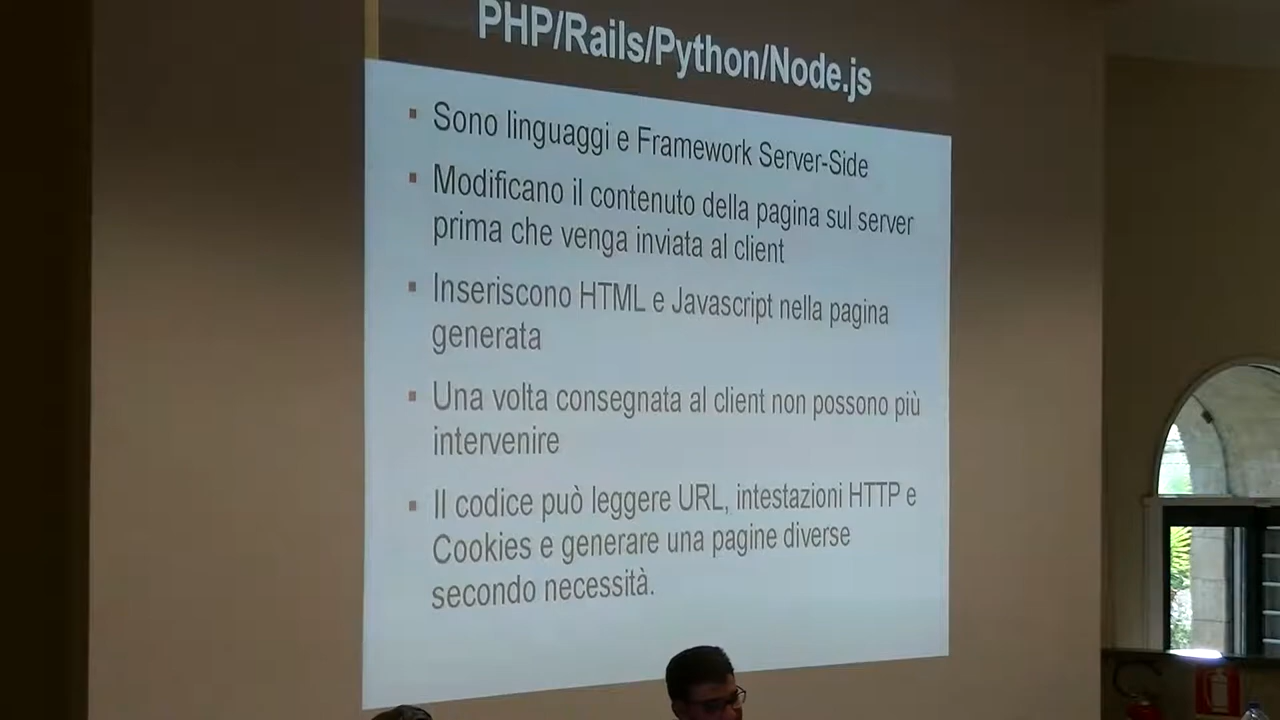 PHP/Rails/Python/Node.js
Sono linguaggi e Framework Server-Side
Modificano il contenuto della pagina sul server
prima che venga inviata al client
Inseriscono HTML e Javascript nella pagina
generata
Una volta consegnata al client non possono più
intervenire
Il codice può leggere URL, intestazioni HTTP e
Cookies e generare una pagine diverse
secondo necessità.